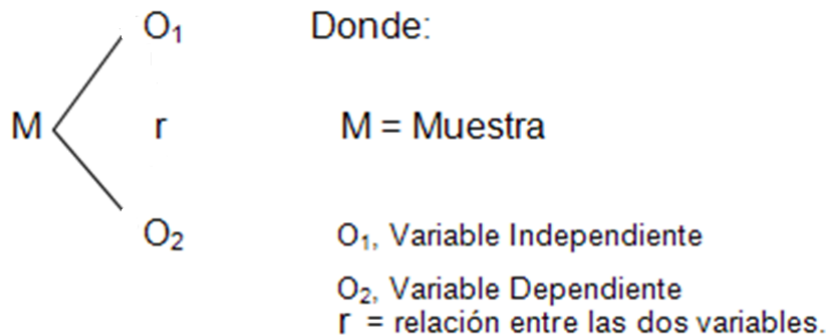 O₁ Donde:
M r M = Muestra
O₂ O₁, Variable Independiente
O₂, Variable Dependiente
r = relación entre las dos variables.